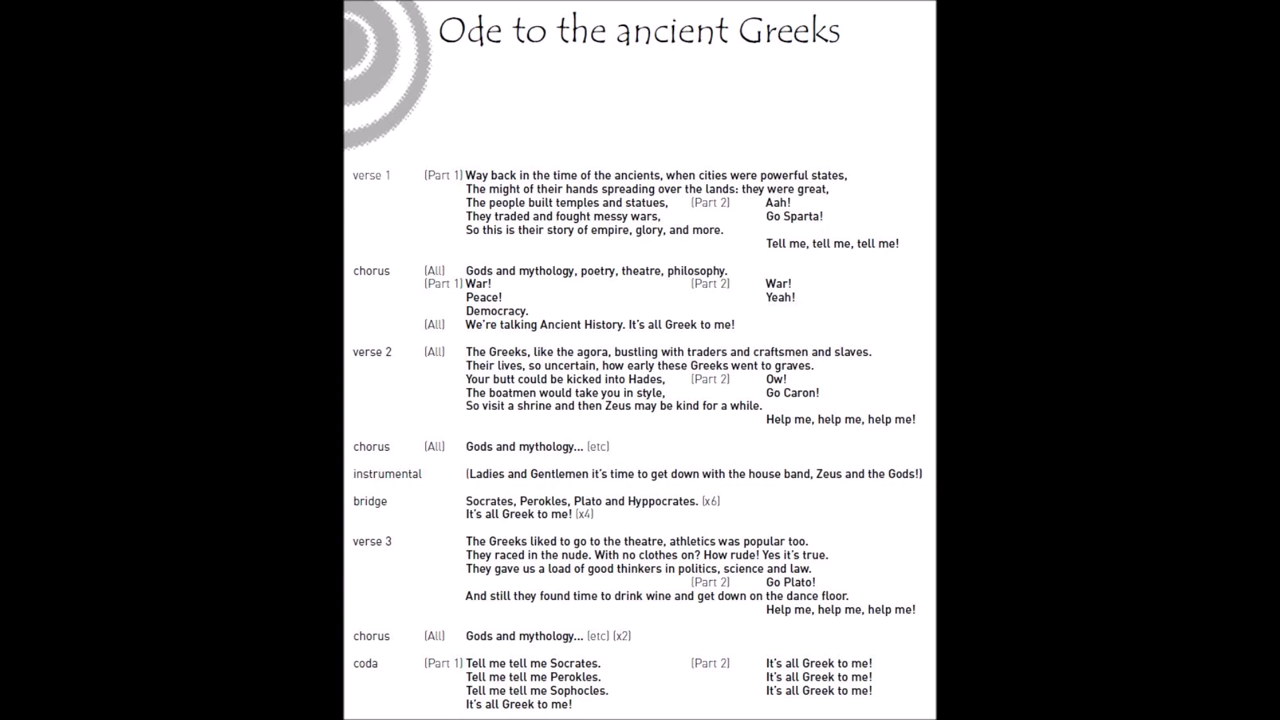 Ode to the ancient Greeks
verse 1 (Part 1) Way back in the time of the ancients, when cities were powerful states,
The might of their hands spreading over the lands: they were great,
The people built temples and statues, (Part 2) Aah!
They traded and fought messy wars, Go Sparta!
So this is their story of empire, glory, and more.
Tell me, tell me, tell me!
chorus (All) Gods and mythology, poetry, theatre, philosophy.
(Part 1) War! (Part 2) War!
Peace! Yeah!
Democracy.
(All) We're talking Ancient History. It's all Greek to me!
verse 2 (All) The Greeks, like the agora, bustling with traders and craftsmen and slaves.
Their lives, so uncertain, how early these Greeks went to graves.
Your butt could be kicked into Hades, (Part 2) Ow!
The boatmen would take you in style, Go Caron!
So visit a shrine and then Zeus may be kind for a while.
Help me, help me, help me!
chorus (All) Gods and mythology... (etc)
instrumental (Ladies and Gentlemen it's time to get down with the house band, Zeus and the Gods!)
bridge Socrates, Perokles, Plato and Hyppocrates. (x6)
It's all Greek to me! (x4)
verse 3 The Greeks liked to go to the theatre, athletics was popular too.
They raced in the nude. With no clothes on? How rude! Yes it's true.
They gave us a load of good thinkers in politics, science and law.
(Part 2) Go Plato!
And still they found time to drink wine and get down on the dance floor.
Help me, help me, help me!
chorus (All) Gods and mythology... (etc) (x2)
coda (Part 1) Tell me tell me Socrates. (Part 2) It's all Greek to me!
Tell me tell me Perokles. It's all Greek to me!
Tell me tell me Sophocles. It's all Greek to me!
It's all Greek to me!